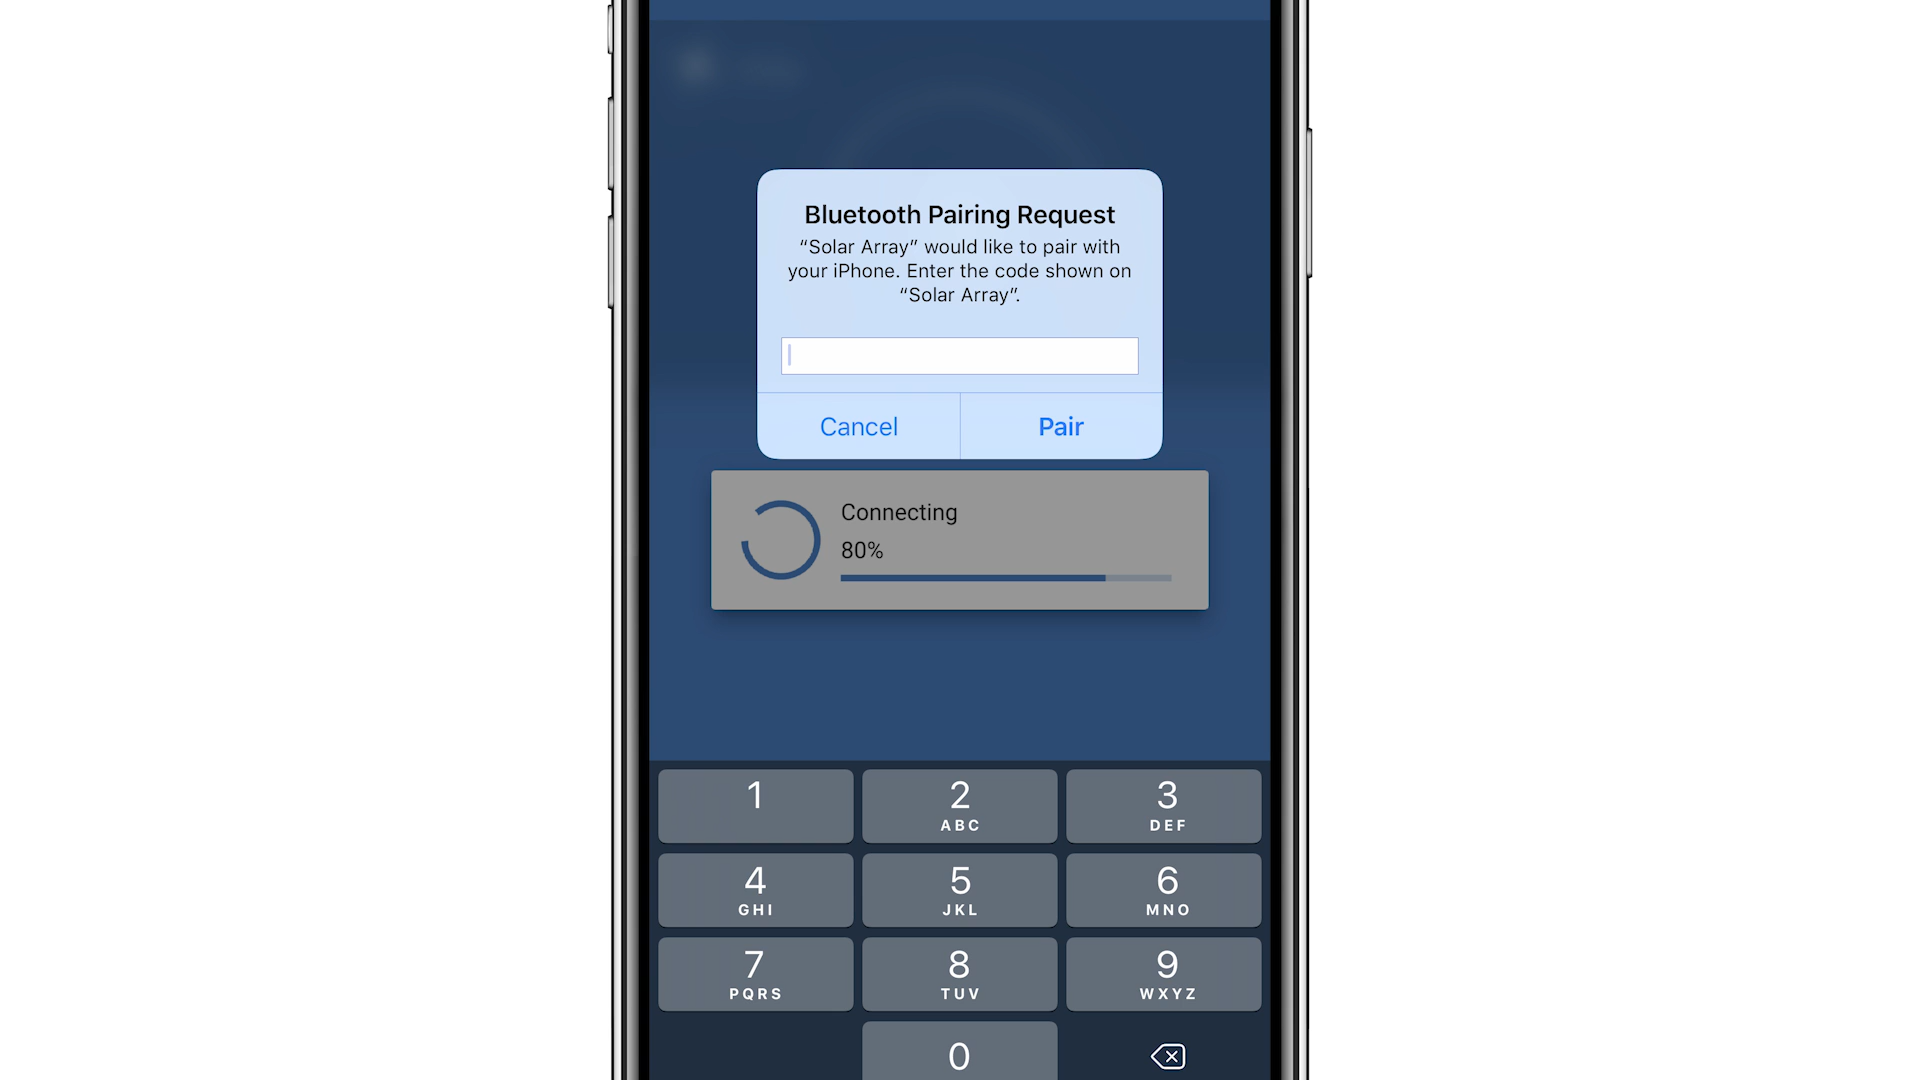 Bluetooth Pairing Request
“Solar Array” would like to pair with
your iPhone. Enter the code shown on
“Solar Array”.
Cancel
Pair
Connecting
80%
1
2
ABC
3
DEF
4
GHI
5
JKL
6
MNO
7
PQRS
8
TUV
9
WXYZ
0